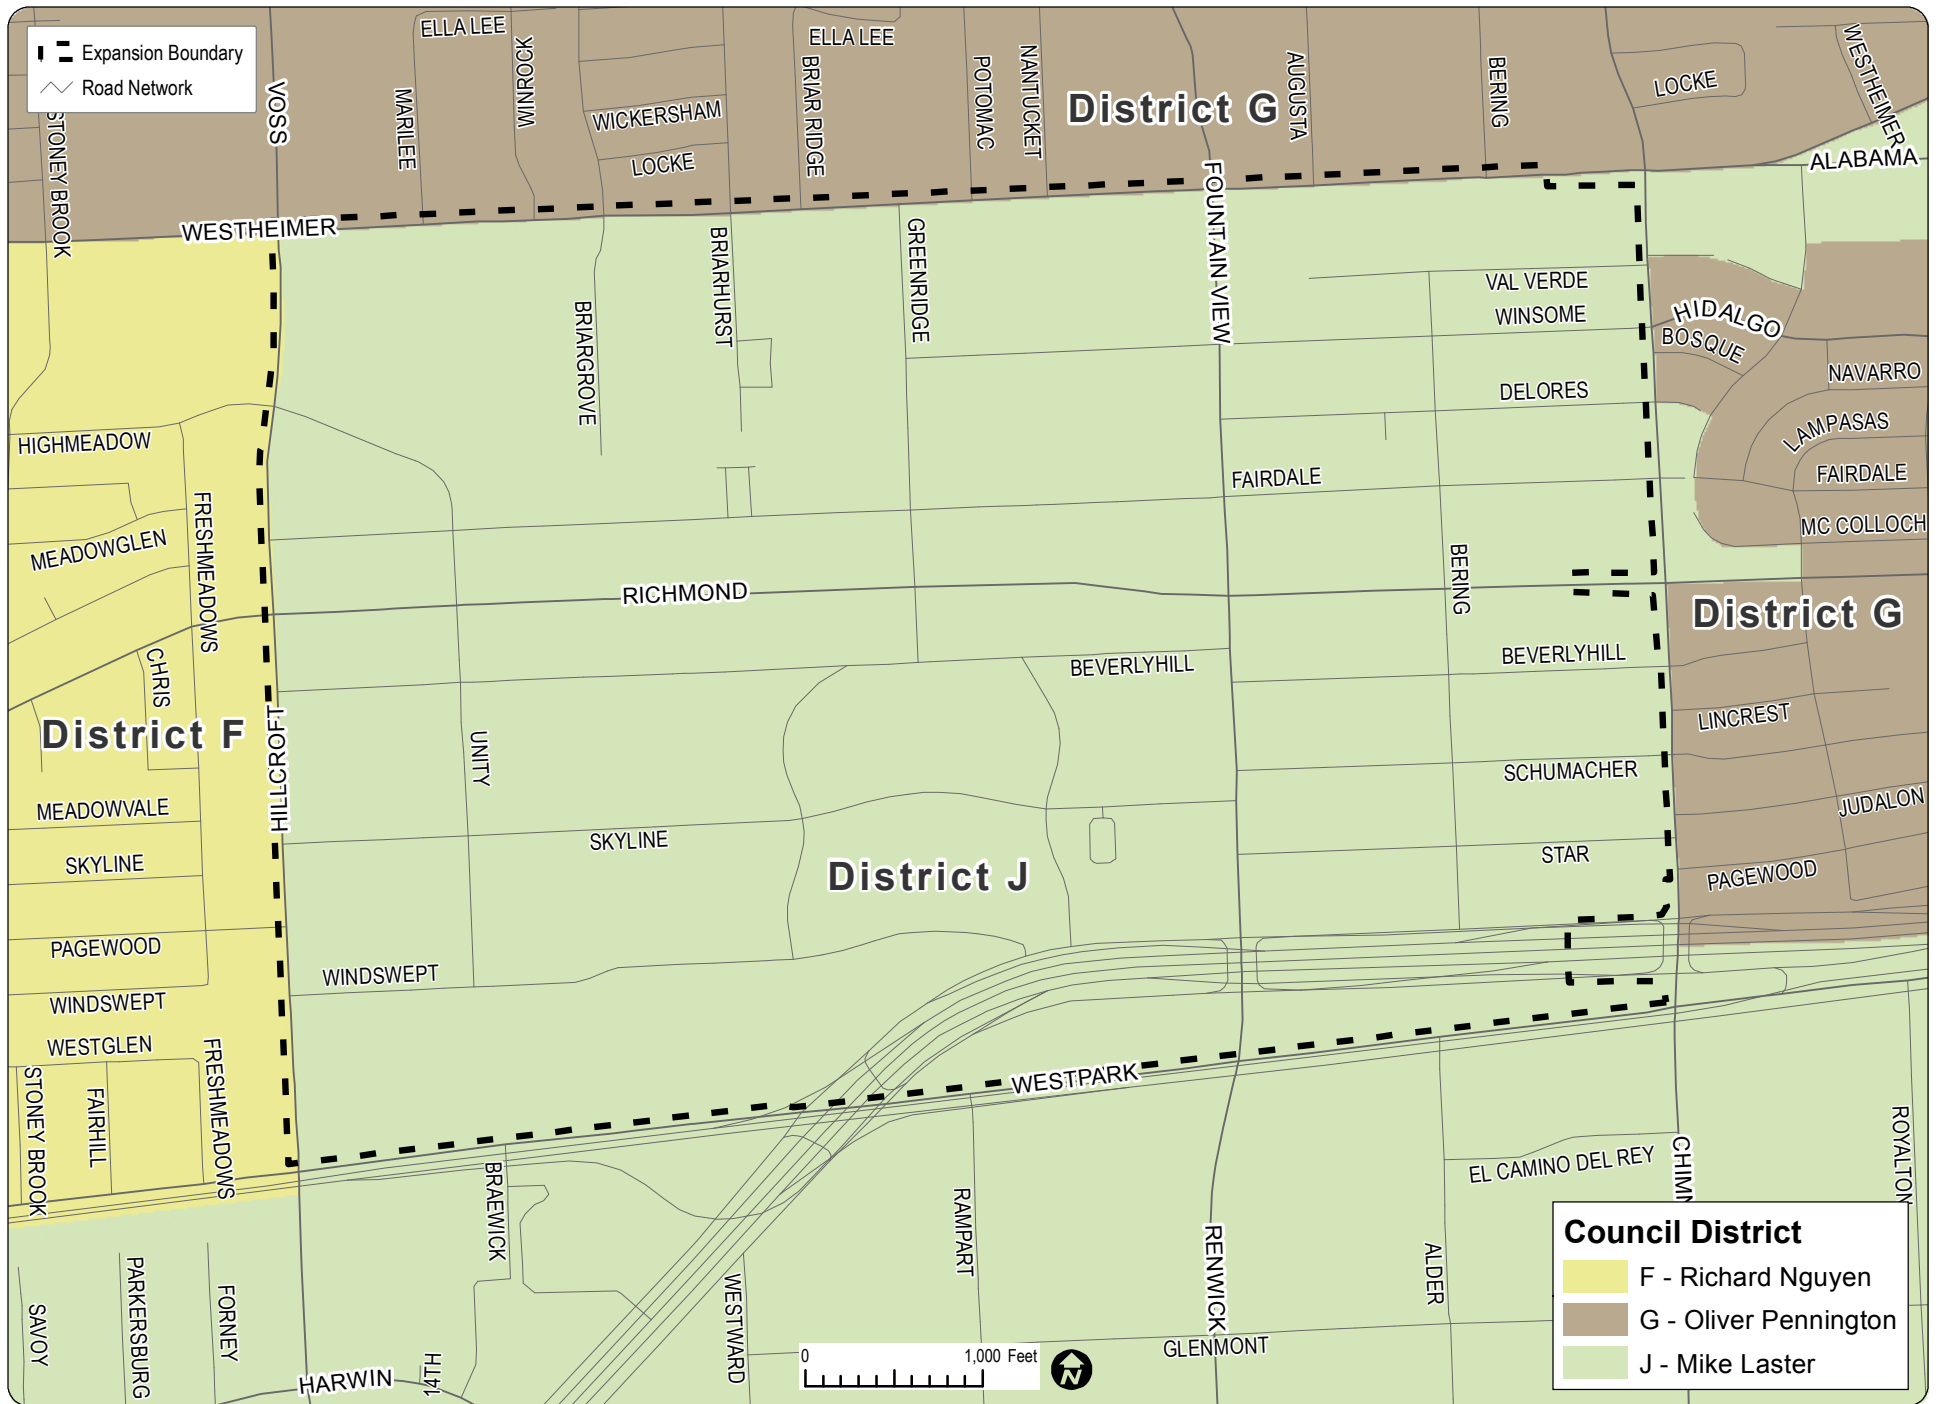 Expansion Boundary
Road Network
ELLA LEE
ELLA LEE
VOSS
MARILEE
WINROCK
WICKERSHAM
LOCKE
BRIAR RIDGE
POTOMAC
NANTUCKET
District G
AUGUSTA
BERING
LOCKE
WESTHEIMER
ALABAMA
STONEY BROOK
WESTHEIMER
FOUNTAIN VIEW
BRIARGROVE
BRIARHURST
GREENRIDGE
VAL VERDE
WINSOME
HIDALGO
BOSQUE
NAVARRO
DELORES
LAMPASAS
HIGHMEADOW
FAIRDALE
FAIRDALE
FRESHMEADOWS
MEADOWGLEN
MC COLLOCH
RICHMOND
BERING
District G
CHRIS
BEVERLYHILL
BEVERLYHILL
District F
HILLCROFT
UNITY
LINCREST
SCHUMACHER
MEADOWVALE
JUDALON
SKYLINE
SKYLINE
District J
STAR
PAGEWOOD
PAGEWOOD
WINDSWEPT
WINDSWEPT
WESTGLEN
STONEY BROOK
FAIRHILL
FRESHMEADOWS
WESTPARK
BRAEWICK
RAMPART
EL CAMINO DEL REY
ROYALTON
SAVOY
PARKERSBURG
FORNEY
HARWIN
14TH
WESTWARD
RENWICK
ALDER
GLENMONT
0 1,000 Feet
N
Council District
F - Richard Nguyen
G - Oliver Pennington
J - Mike Laster